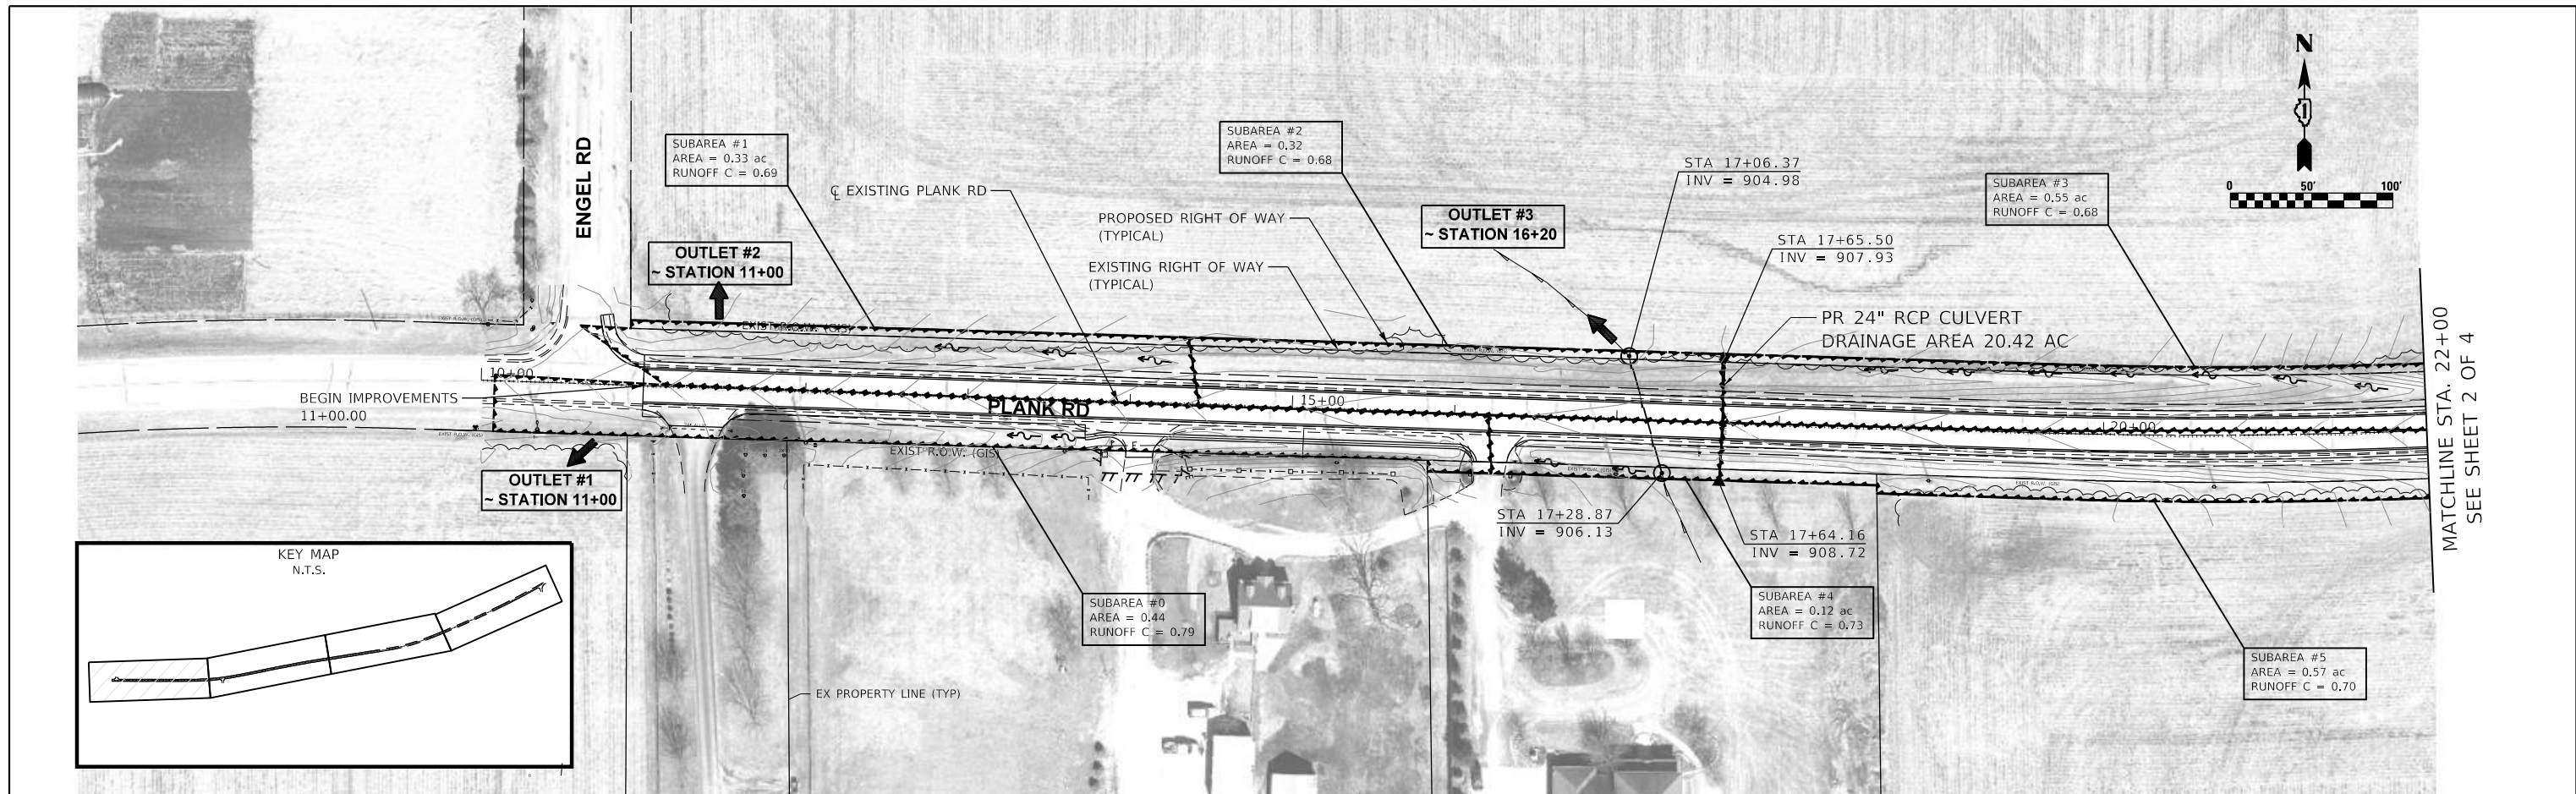 SUBAREA #1
AREA = 0.33 ac
RUNOFF C = 0.69
SUBAREA #2
AREA = 0.32
RUNOFF C = 0.68
N
0 50' 100'
ENGEL RD
℄ EXISTING PLANK RD
STA 17+06.37
INV = 904.98
SUBAREA #3
AREA = 0.55 ac
RUNOFF C = 0.68
PROPOSED RIGHT OF WAY
(TYPICAL)
OUTLET #3
~ STATION 16+20
OUTLET #2
~ STATION 11+00
EXISTING RIGHT OF WAY
(TYPICAL)
STA 17+65.50
INV = 907.93
EXIST R.O.W. (GIS)
EXIST R.O.W. (GIS)
PR 24" RCP CULVERT
DRAINAGE AREA 20.42 AC
10+00
BEGIN IMPROVEMENTS
11+00.00
PLANK RD
15+00
20+00
MATCHLINE STA. 22+00
SEE SHEET 2 OF 4
EXIST R.O.W. (GIS)
EXIST R.O.W. (GIS)
OUTLET #1
~ STATION 11+00
STA 17+28.87
INV = 906.13
STA 17+64.16
INV = 908.72
KEY MAP
N.T.S.
SUBAREA #0
AREA = 0.44
RUNOFF C = 0.79
SUBAREA #4
AREA = 0.12 ac
RUNOFF C = 0.73
SUBAREA #5
AREA = 0.57 ac
RUNOFF C = 0.70
EX PROPERTY LINE (TYP)